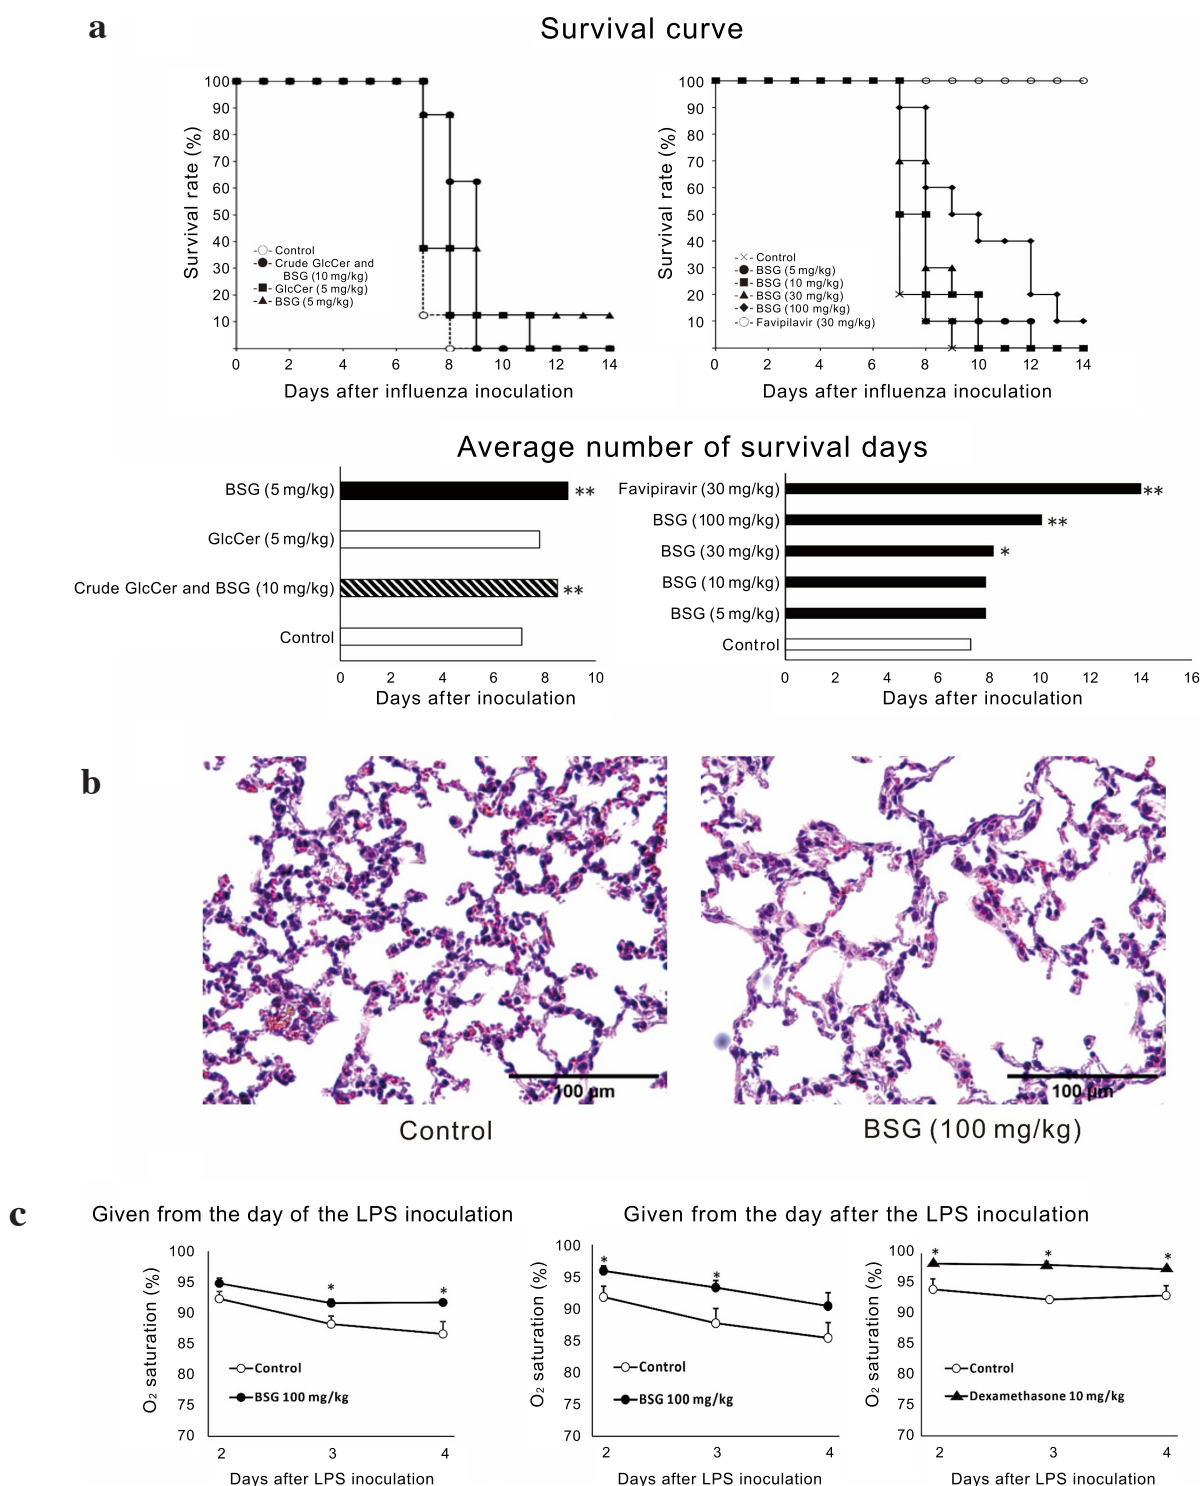 a
Survival curve
Survival rate (%)
100
90
80
70
60
50
40
30
20
10
Control
Crude GlcCer and
BSG (10 mg/kg)
GlcCer (5 mg/kg)
BSG (5 mg/kg)
0 2 4 6 8 10 12 14
Days after influenza inoculation
Survival rate (%)
100
90
80
70
60
50
40
30
20
10
Control
BSG (5 mg/kg)
BSG (10 mg/kg)
BSG (30 mg/kg)
BSG (100 mg/kg)
Favipilavir (30 mg/kg)
0 2 4 6 8 10 12 14
Days after influenza inoculation
Average number of survival days
BSG (5 mg/kg) **
GlcCer (5 mg/kg)
Crude GlcCer and BSG (10 mg/kg) **
Control
0 2 4 6 8 10
Days after inoculation
Favipiravir (30 mg/kg) **
BSG (100 mg/kg) **
BSG (30 mg/kg) *
BSG (10 mg/kg)
BSG (5 mg/kg)
Control
0 2 4 6 8 10 12 14 16
Days after inoculation
b
100 µm
Control
100 µm
BSG (100 mg/kg)
c
Given from the day of the LPS inoculation
O2 saturation (%)
100
95
90
85
80
75
70
* *
Control
BSG 100 mg/kg
2 3 4
Days after LPS inoculation
Given from the day after the LPS inoculation
O2 saturation (%)
100
95
90
85
80
75
70
* *
Control
BSG 100 mg/kg
2 3 4
Days after LPS inoculation
O2 saturation (%)
100
95
90
85
80
75
70
* * *
Control
Dexamethasone 10 mg/kg
2 3 4
Days after LPS inoculation